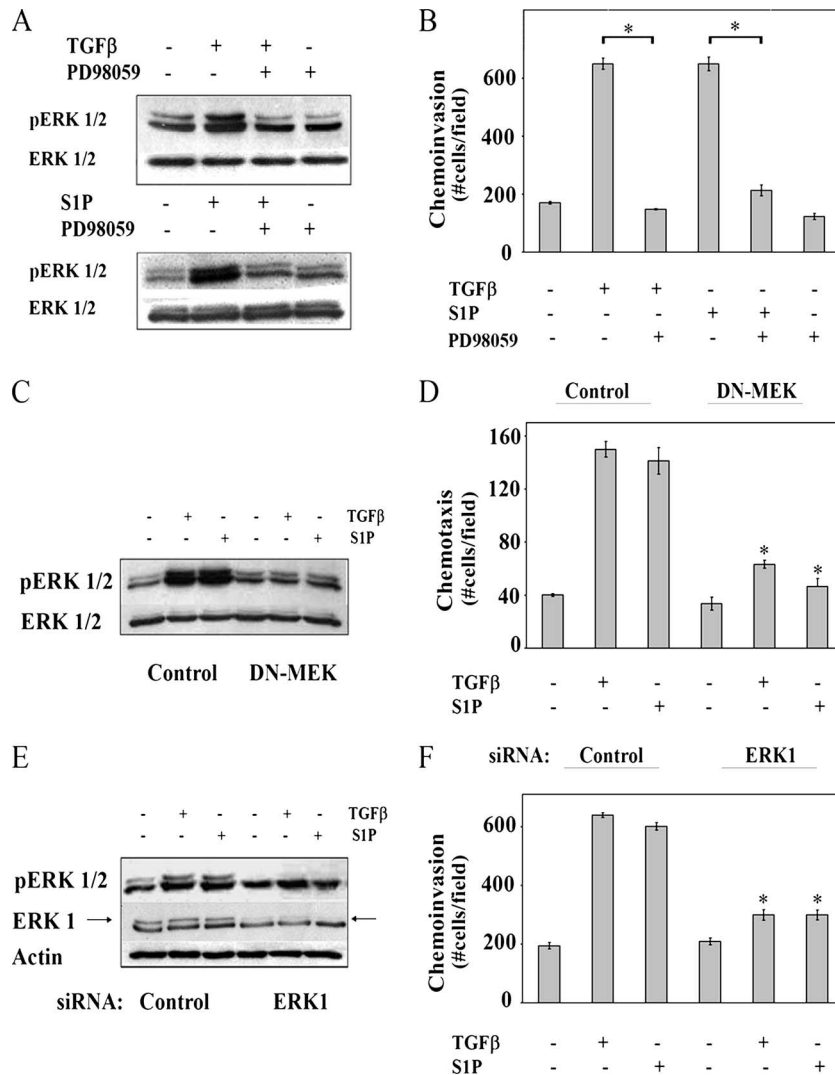 A
TGFβ - + + -
PD98059 - - + +
pERK 1/2
ERK 1/2
S1P - + + -
PD98059 - - + +
pERK 1/2
ERK 1/2
B
Chemoinvasion
(#cells/field)
600
400
200
0
* *
TGFβ - + + - - -
S1P - - - + + -
PD98059 - - + - + +
C
- + - - + - TGFβ
- - + - - + S1P
pERK 1/2
ERK 1/2
Control DN-MEK
D
Control DN-MEK
Chemotaxis
(#cells/field)
160
120
80
40
0
* *
TGFβ - + - - + -
S1P - - + - - +
E
- + - - + - TGFβ
- - + - - + S1P
pERK 1/2
ERK 1
Actin
siRNA: Control ERK1
F
siRNA: Control ERK1
Chemoinvasion
(#cells/field)
600
400
200
0
* *
TGFβ - + - - + -
S1P - - + - - +